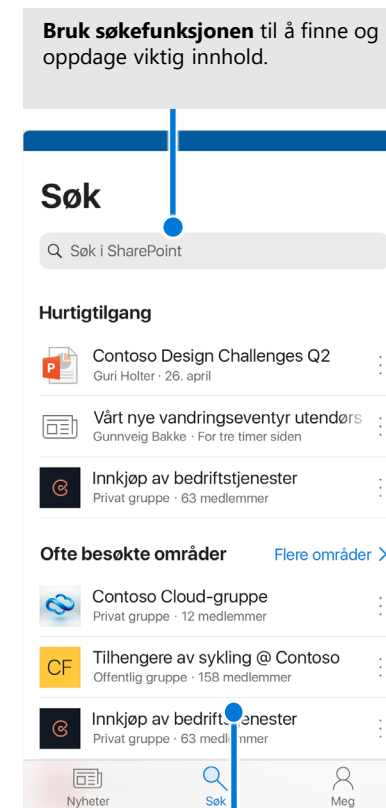 Bruk søkefunksjonen til å finne og
oppdage viktig innhold.
Søk
Søk i SharePoint
Hurtigtilgang
P
Contoso Design Challenges Q2
Guri Holter · 26. april
Vårt nye vandringseventyr utendørs
Gunnveig Bakke · For tre timer siden
Innkjøp av bedriftstjenester
Privat gruppe · 63 medlemmer
Ofte besøkte områder
Flere områder
Contoso Cloud-gruppe
Privat gruppe · 12 medlemmer
CF
Tilhengere av sykling @ Contoso
Offentlig gruppe · 158 medlemmer
Innkjøp av bedriftstjenester
Privat gruppe · 63 medlemmer
Nyheter
Søk
Meg